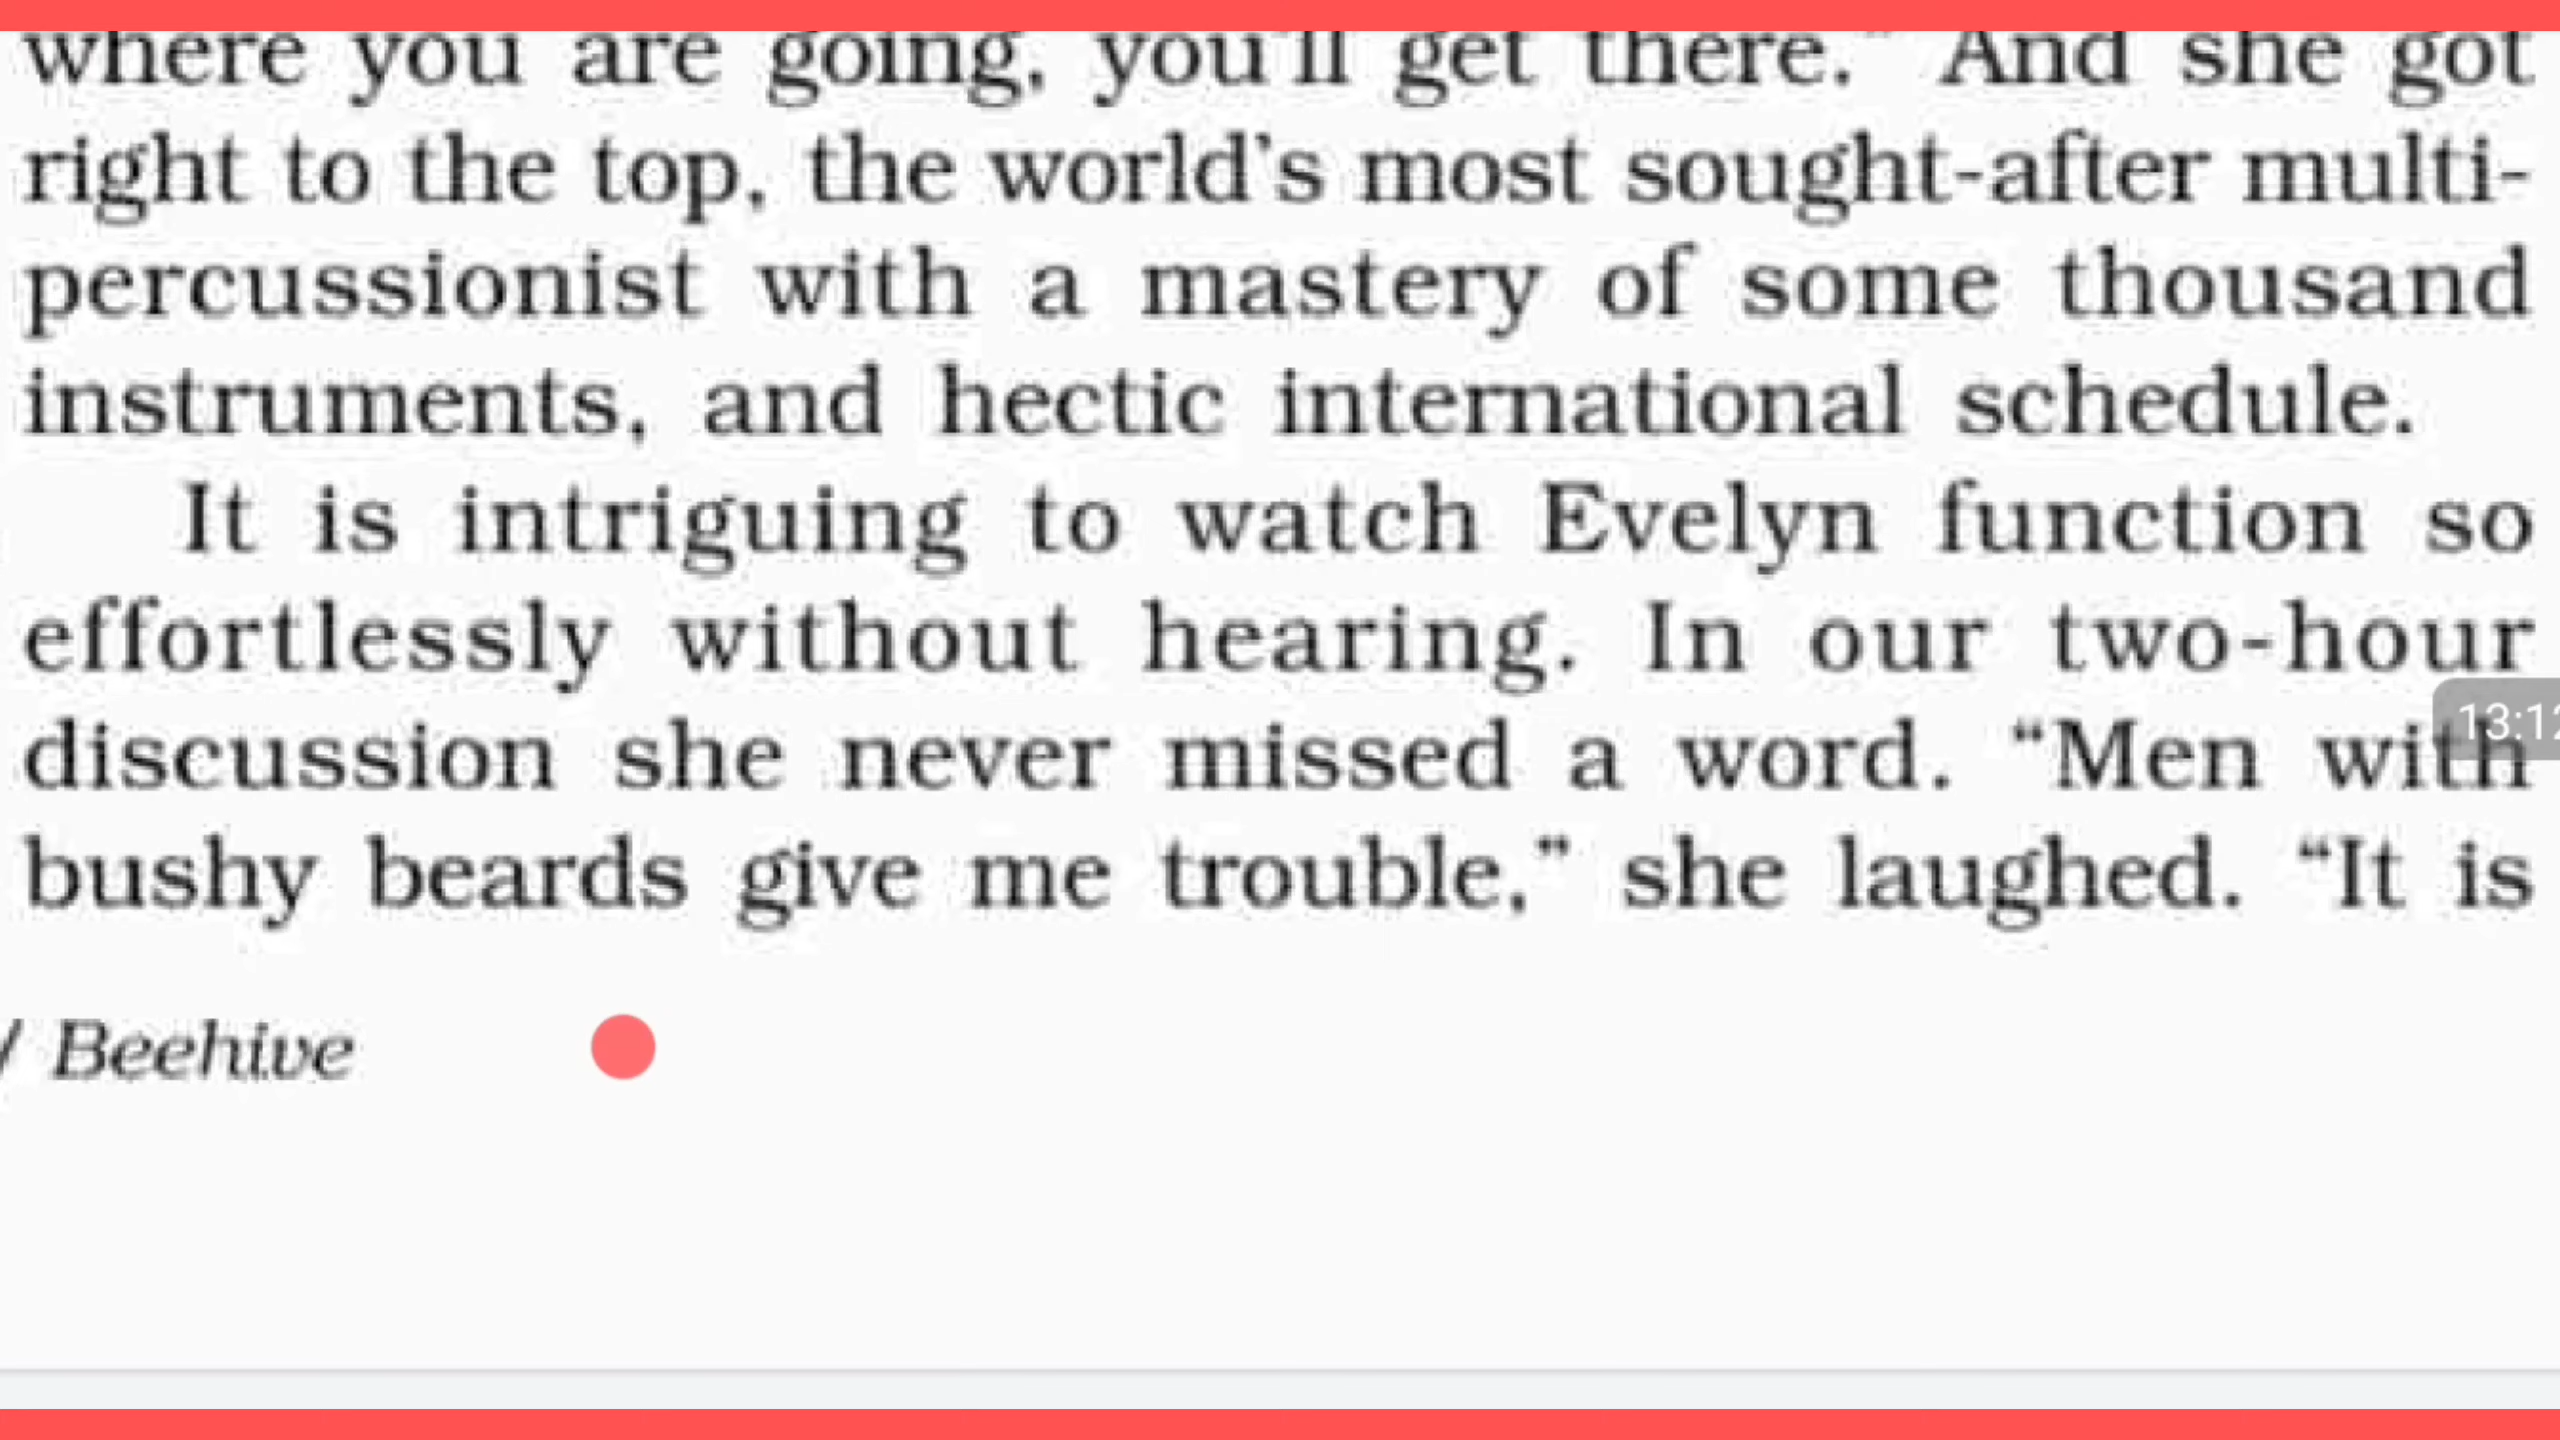 where you are going, you'll get there." And she got
right to the top, the world's most sought-after multi-
percussionist with a mastery of some thousand
instruments, and hectic international schedule.
It is intriguing to watch Evelyn function so
effortlessly without hearing. In our two-hour
discussion she never missed a word. “Men with
bushy beards give me trouble,” she laughed. “It is
/ Beehive
13:12